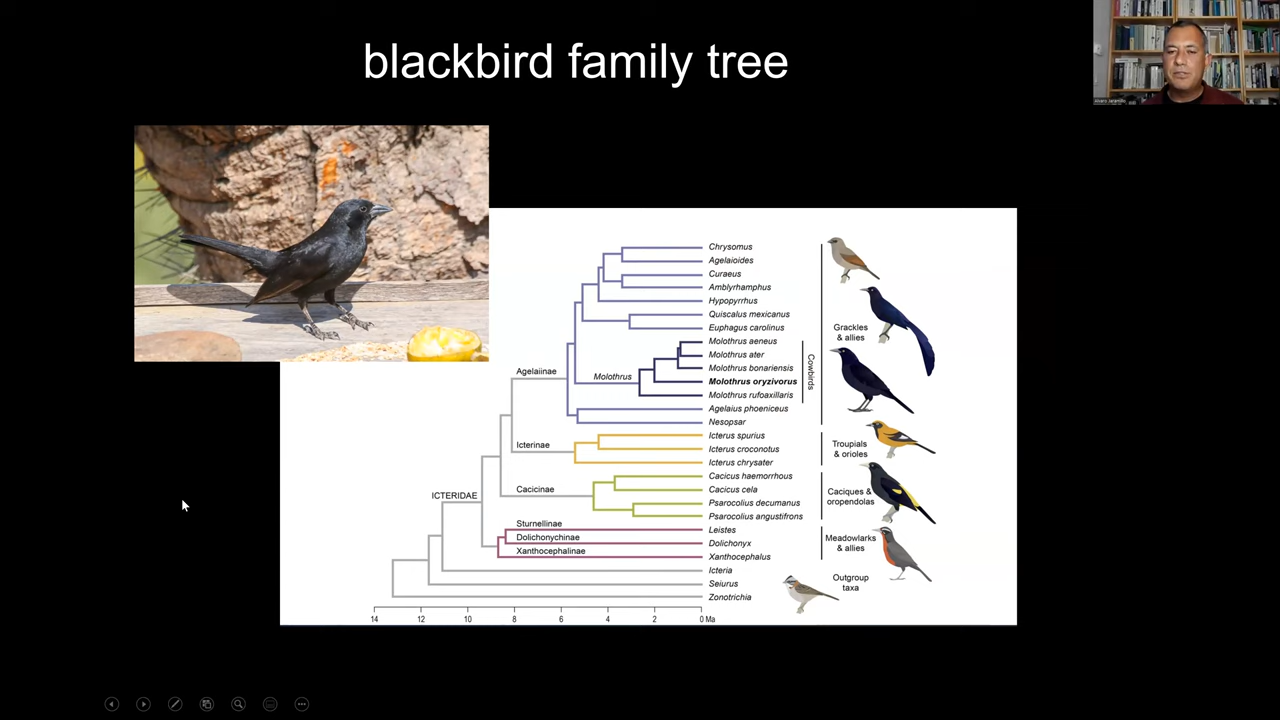 blackbird family tree
Alvaro Jaramillo
Chrysomus
Agelaioides
Curaeus
Amblyrhamphus
Hypopyrrhus
Quiscalus mexicanus
Euphagus carolinus
Molothrus aeneus
Molothrus ater
Molothrus bonariensis
Molothrus oryzivorus
Molothrus rufoaxillaris
Agelaius phoeniceus
Nesopsar
Icterus spurius
Icterus croconotus
Icterus chrysater
Cacicus haemorrhous
Cacicus cela
Psarocolius decumanus
Psarocolius angustifrons
Leistes
Dolichonyx
Xanthocephalus
Icteria
Seiurus
Zonotrichia
Agelaiinae
Molothrus
Icterinae
Cacicinae
ICTERIDAE
Sturnellinae
Dolichonychinae
Xanthocephalinae
Cowbirds
Grackles
& allies
Troupials
& orioles
Caciques &
oropendolas
Meadowlarks
& allies
Outgroup
taxa
14 12 10 8 6 4 2 0 Ma